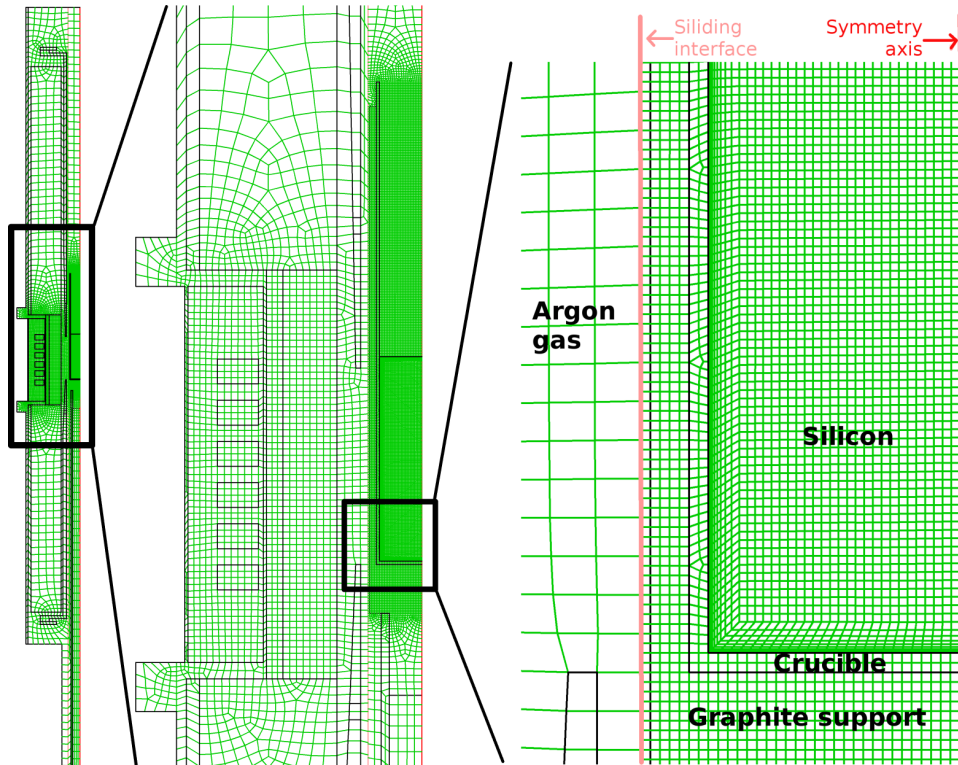 Siliding
interface
Symmetry
axis
Argon
gas
Silicon
Crucible
Graphite support